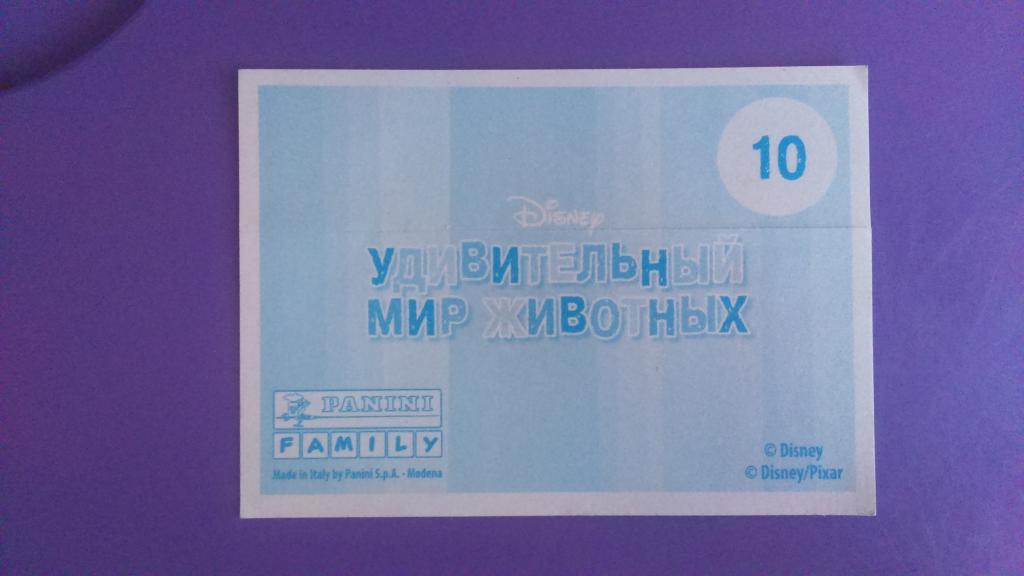 10
Disney
УДИВИТЕЛЬНЫЙ
МИР ЖИВОТНЫХ
PANINI
FAMILY
Made in Italy by Panini S.p.A. - Modena
© Disney
© Disney/Pixar